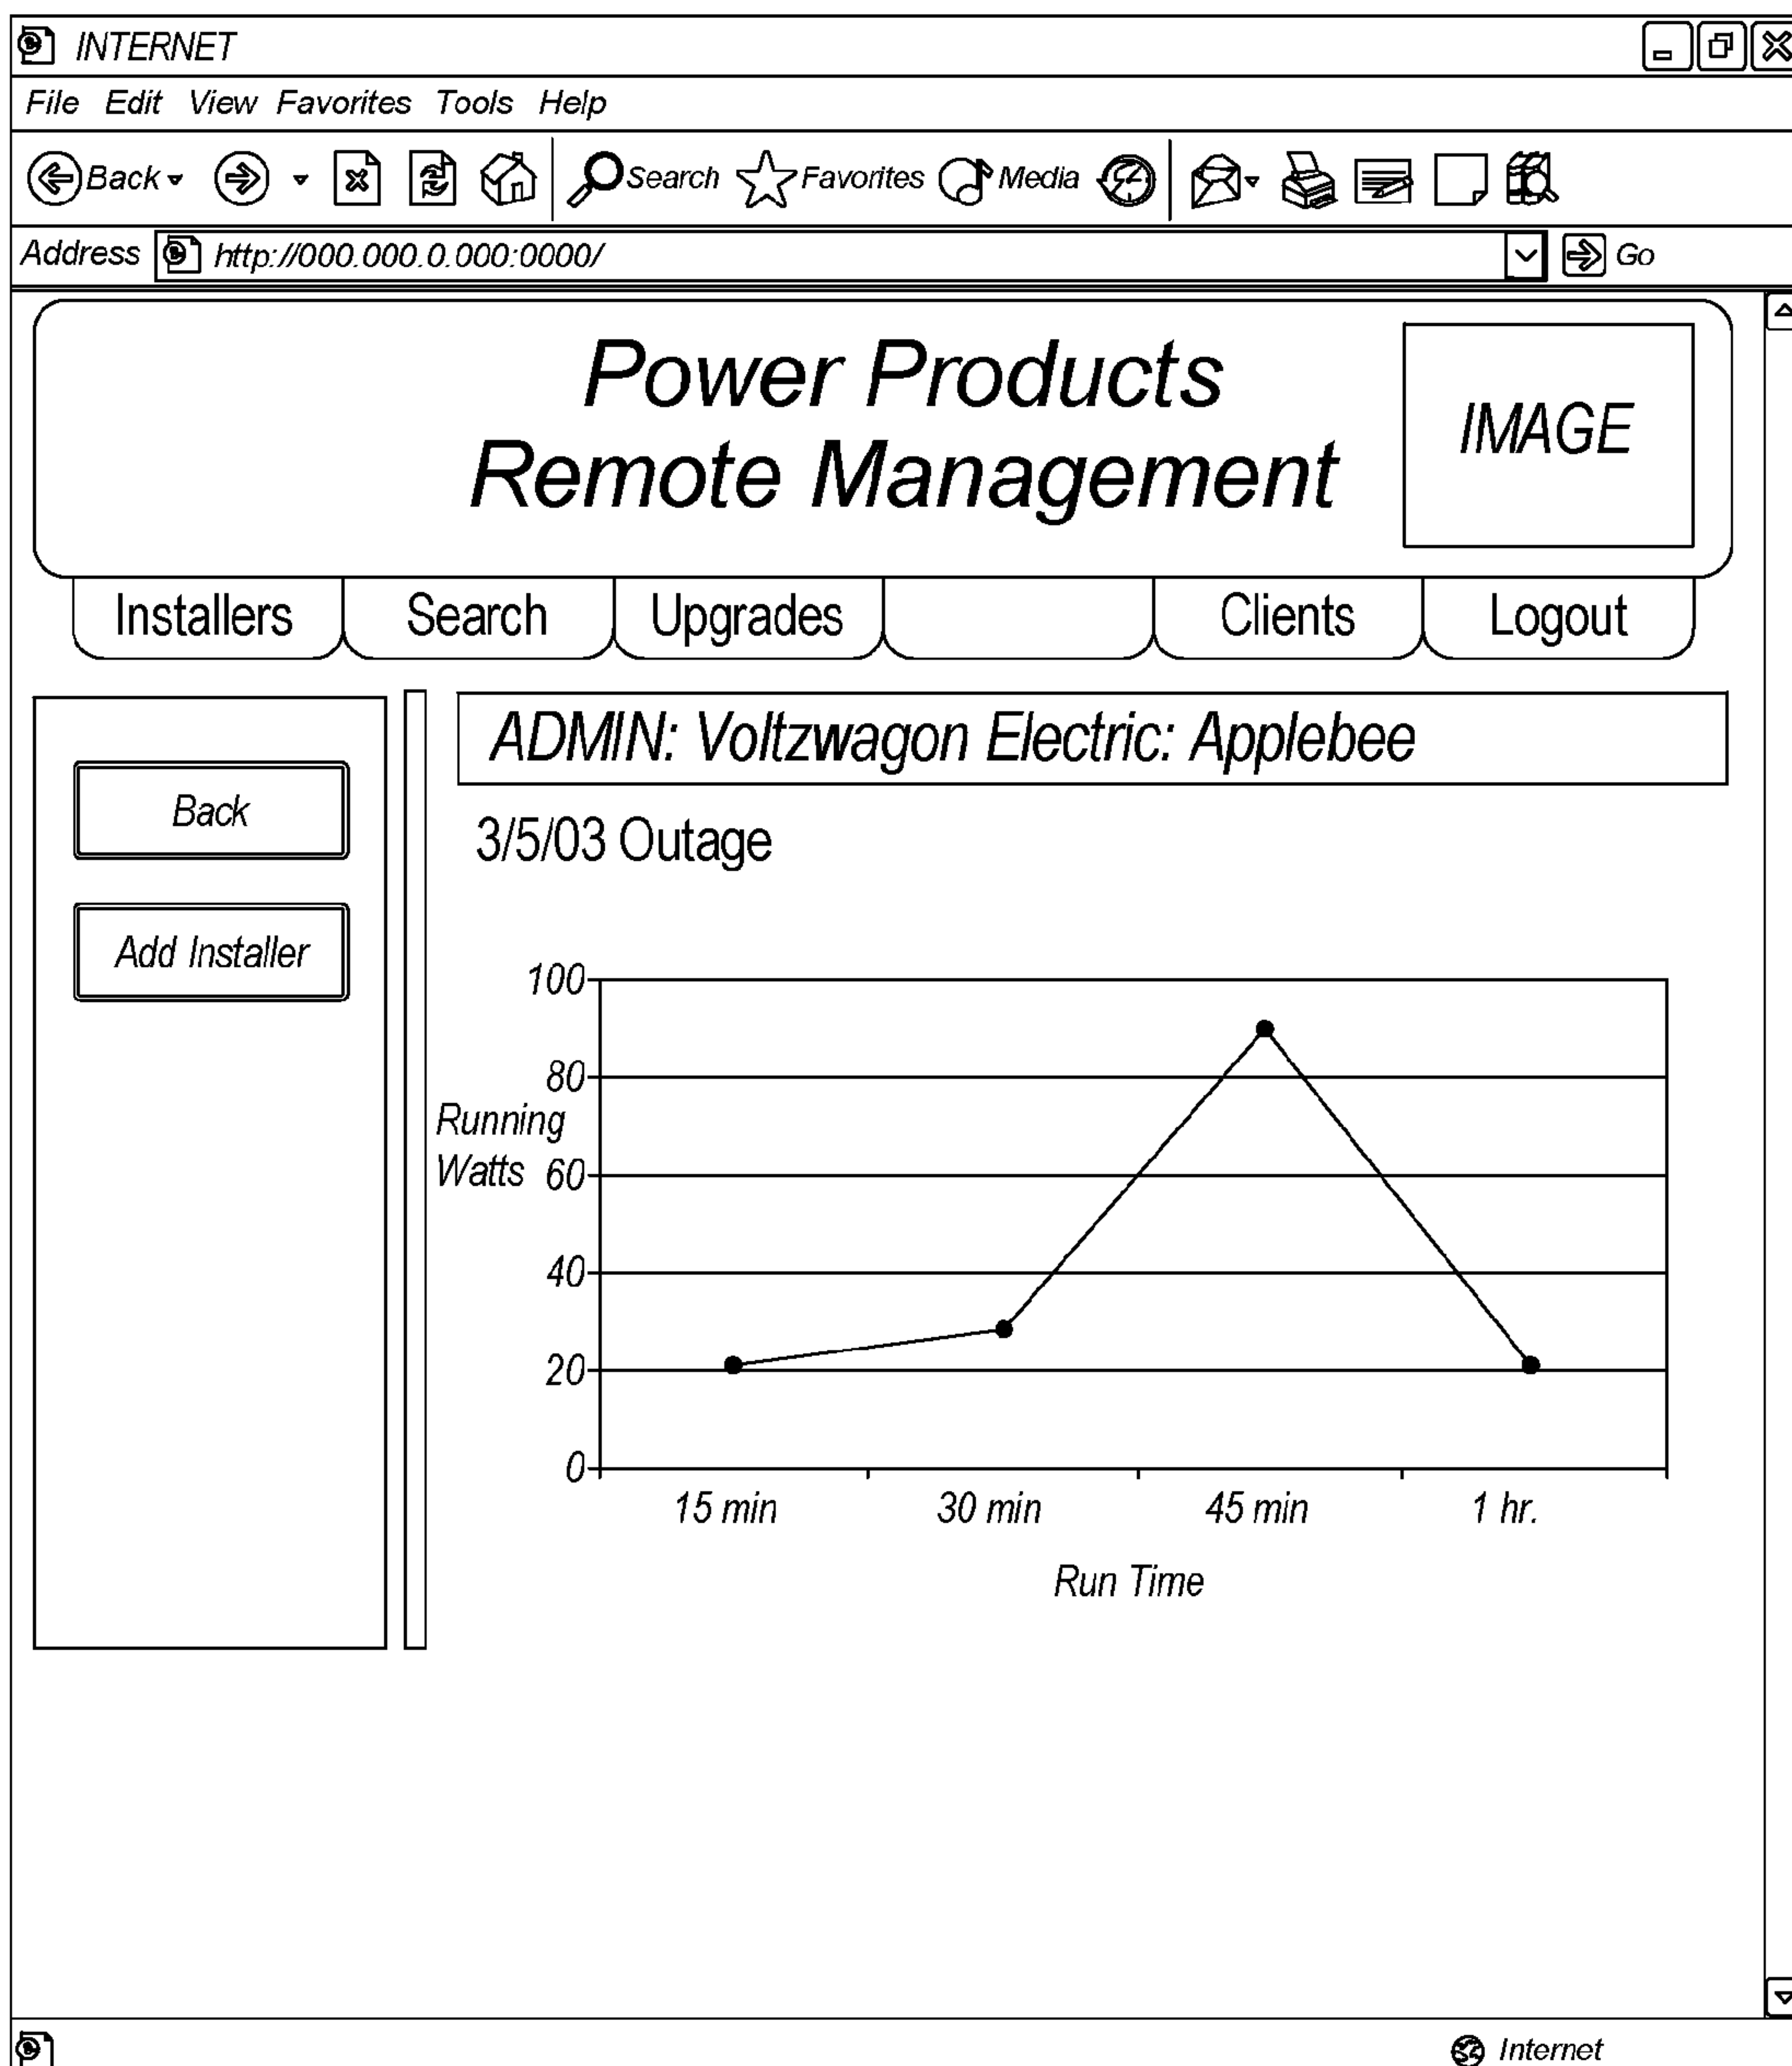 INTERNET
File Edit View Favorites Tools Help
Back Search Favorites Media
Address http://000.000.0.000:0000/ Go
Power Products
Remote Management
IMAGE
Installers Search Upgrades Clients Logout
ADMIN: Voltzwagon Electric: Applebee
Back
3/5/03 Outage
Add Installer
100
80
Running
Watts 60
40
20
0
15 min 30 min 45 min 1 hr.
Run Time
Internet